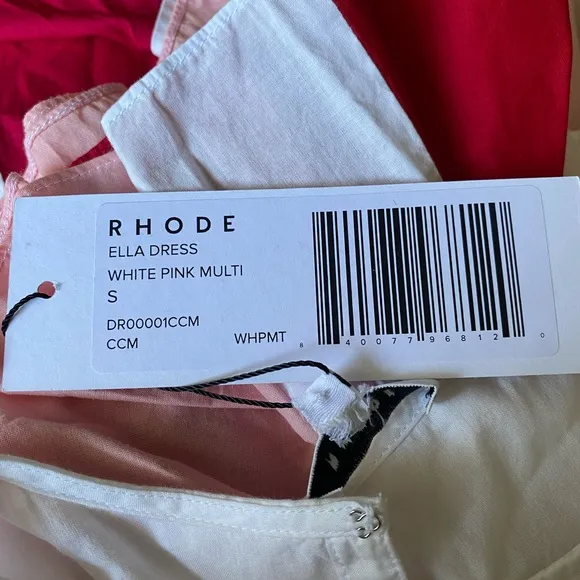 RHODE
ELLA DRESS
WHITE PINK MULTI
S
DR00001CCM
CCM WHPMT
8 40077 96812 0